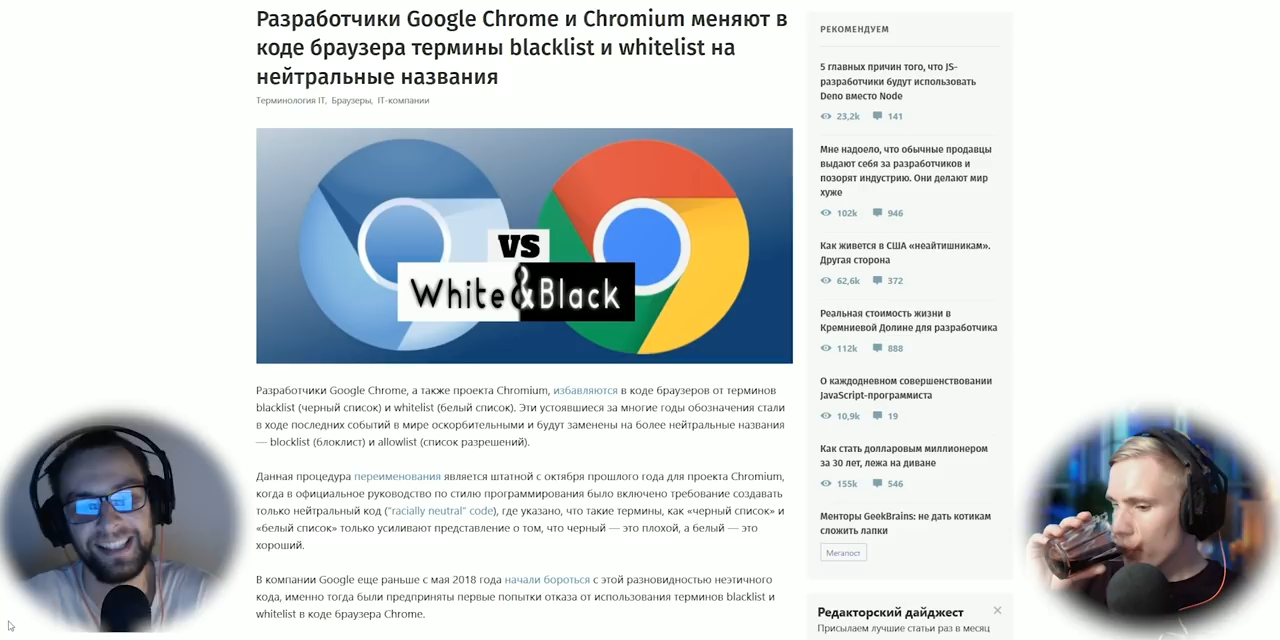 Разработчики Google Chrome и Chromium меняют в
коде браузера термины blacklist и whitelist на
нейтральные названия
Терминология IT, Браузеры, IT-компании
VS
White&Black
Разработчики Google Chrome, а также проекта Chromium, избавляются в коде браузеров от терминов
blacklist (черный список) и whitelist (белый список). Эти устоявшиеся за многие годы обозначения стали
в ходе последних событий в мире оскорбительными и будут заменены на более нейтральные названия
— blocklist (блоклист) и allowlist (список разрешений).
Данная процедура переименования является штатной с октября прошлого года для проекта Chromium,
когда в официальное руководство по стилю программирования было включено требование создавать
только нейтральный код ("racially neutral" code), где указано, что такие термины, как «черный список» и
«белый список» только усиливают представление о том, что черный — это плохой, а белый — это
хороший.
В компании Google еще раньше с мая 2018 года начали бороться с этой разновидностью неэтичного
кода, именно тогда были предприняты первые попытки отказа от использования терминов blacklist и
whitelist в коде браузера Chrome.
РЕКОМЕНДУЕМ
5 главных причин того, что JS-
разработчики будут использовать
Deno вместо Node
23,2k 141
Мне надоело, что обычные продавцы
выдают себя за разработчиков и
позорят индустрию. Они делают мир
хуже
102k 946
Как живется в США «неайтишникам».
Другая сторона
62,6k 372
Реальная стоимость жизни в
Кремниевой Долине для разработчика
112k 888
О каждодневном совершенствовании
JavaScript-программиста
10,9k 19
Как стать долларовым миллионером
за 30 лет, лежа на диване
155k 546
Менторы GeekBrains: не дать котикам
сложить лапки
Мегапост
Редакторский дайджест
Присылаем лучшие статьи раз в месяц